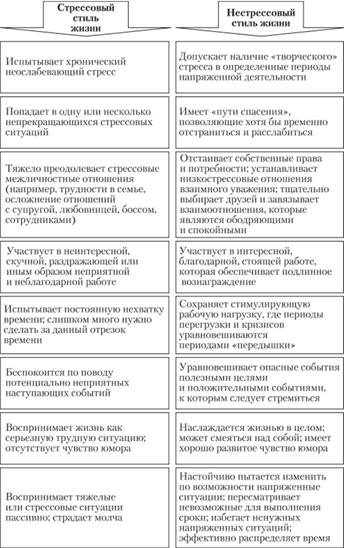 Стрессовый
стиль
жизни
Нестрессовый
стиль жизни
Испытывает хронический
неослабевающий стресс
Допускает наличие «творческого»
стресса в определенные периоды
напряженной деятельности
Попадает в одну или несколько
непрекращающихся стрессовых
ситуаций
Имеет «пути спасения»,
позволяющие хотя бы временно
отстраниться и расслабиться
Тяжело преодолевает стрессовые
межличностные отношения
(например, трудности в семье,
осложнение отношений
с супругой, любовницей, боссом,
сотрудниками)
Отстаивает собственные права
и потребности; устанавливает
низкострессовые отношения
взаимного уважения; тщательно
выбирает друзей и завязывает
взаимоотношения, которые
являются ободряющими
и спокойными
Участвует в неинтересной,
скучной, раздражающей или
иным образом неприятной
и неблагодарной работе
Участвует в интересной,
благодарной, стоящей работе,
которая обеспечивает подлинное
вознаграждение
Испытывает постоянную нехватку
времени; слишком много нужно
сделать за данный отрезок
времени
Сохраняет стимулирующую
рабочую нагрузку, где периоды
перегрузки и кризисов
уравновешиваются
периодами «передышки»
Беспокоится по поводу
потенциально неприятных
наступающих событий
Уравновешивает опасные события
полезными целями
и положительными событиями,
к которым следует стремиться
Воспринимает жизнь как
серьезную трудную ситуацию;
отсутствует чувство юмора
Наслаждается жизнью в целом;
может смеяться над собой; имеет
хорошо развитое чувство юмора
Воспринимает тяжелые
или стрессовые ситуации
пассивно; страдает молча
Настойчиво пытается изменить
по возможности напряженные
ситуации; пересматривает
невозможные для выполнения
сроки; избегает ненужных
напряженных ситуаций;
эффективно распределяет время